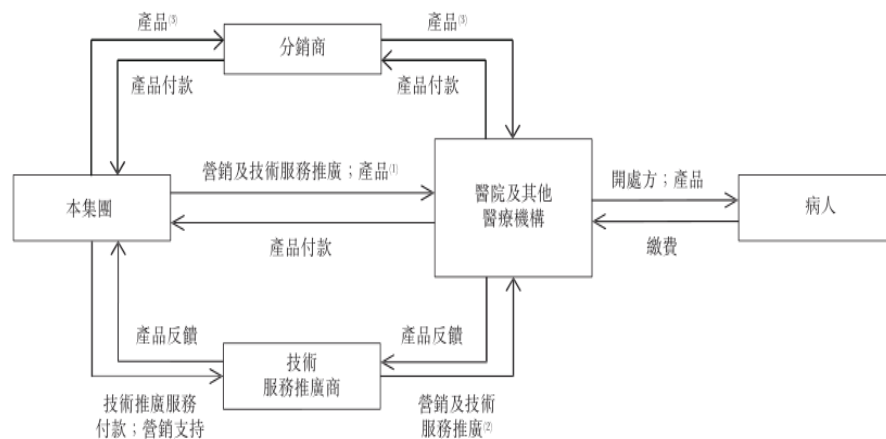 產品⁽³⁾
產品⁽³⁾
分銷商
產品付款
產品付款
營銷及技術服務推廣；產品⁽¹⁾
本集團
產品付款
醫院及其他
醫療機構
開處方；產品
繳費
病人
產品反饋
產品反饋
技術
服務推廣商
技術推廣服務
付款；營銷支持
營銷及技術
服務推廣⁽²⁾